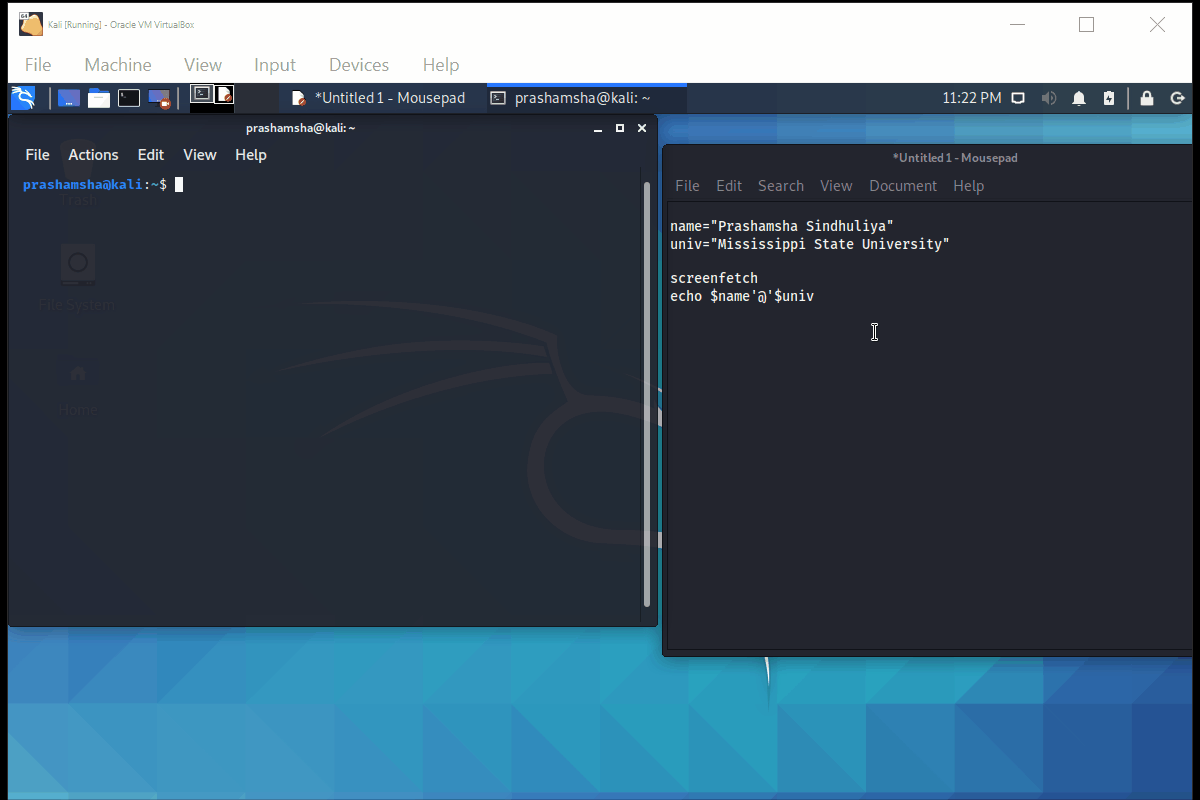 64
Kali [Running] - Oracle VM VirtualBox
File Machine View Input Devices Help
*Untitled 1 - Mousepad prashamsha@kali: ~ 11:22 PM
prashamsha@kali: ~
File Actions Edit View Help
prashamsha@kali:~$
Trash
File System
Home
*Untitled 1 - Mousepad
File Edit Search View Document Help
name="Prashamsha Sindhuliya"
univ="Mississippi State University"
screenfetch
echo $name'@'$univ